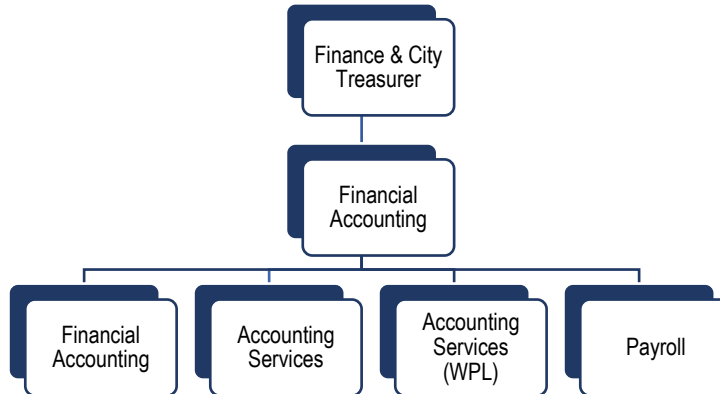 Finance & City
Treasurer
Financial
Accounting
Financial
Accounting
Accounting
Services
Accounting
Services
(WPL)
Payroll